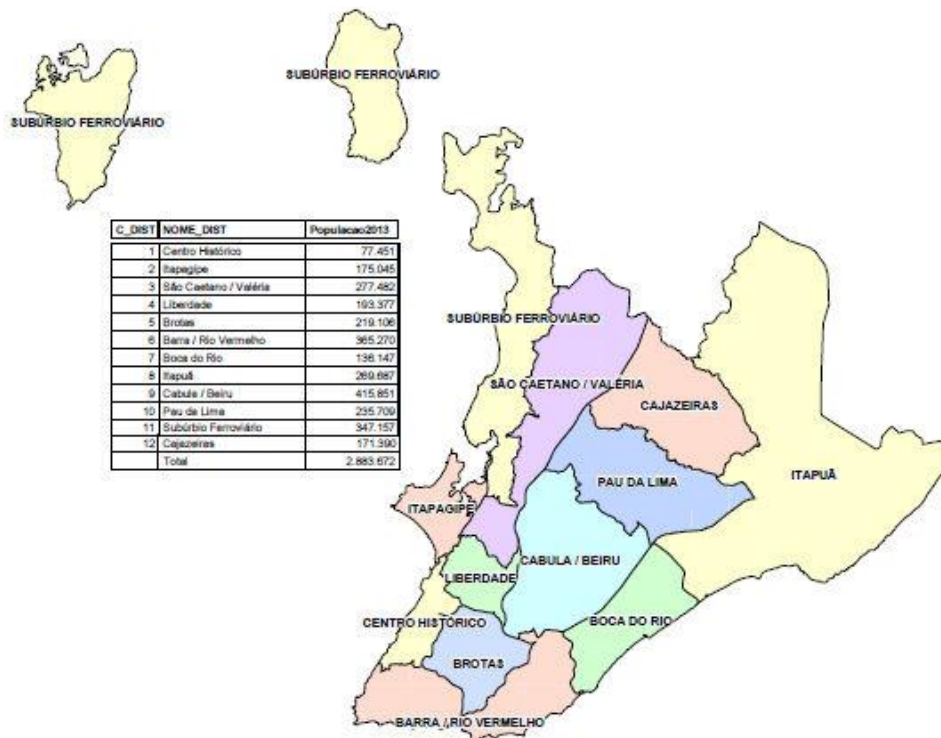 SUBÚRBIO FERROVIÁRIO
SUBÚRBIO FERROVIÁRIO
C_DIST NOME_DIST Populacao2013
1 Centro Histórico 77.451
2 Itapagipe 175.045
3 São Caetano / Valéria 277.482
4 Liberdade 193.377
5 Brotas 219.106
6 Barra / Rio Vermelho 365.270
7 Boca do Rio 136.147
8 Itapuã 269.687
9 Cabula / Beiru 415.851
10 Pau da Lima 235.709
11 Subúrbio Ferroviário 347.157
12 Cajazeiras 171.390
Total 2.883.672
SUBÚRBIO FERROVIÁRIO
SÃO CAETANO / VALÉRIA
CAJAZEIRAS
ITAPUÃ
PAU DA LIMA
ITAPAGIPE
CABULA / BEIRU
LIBERDADE
BOCA DO RIO
CENTRO HISTÓRICO
BROTAS
BARRA / RIO VERMELHO